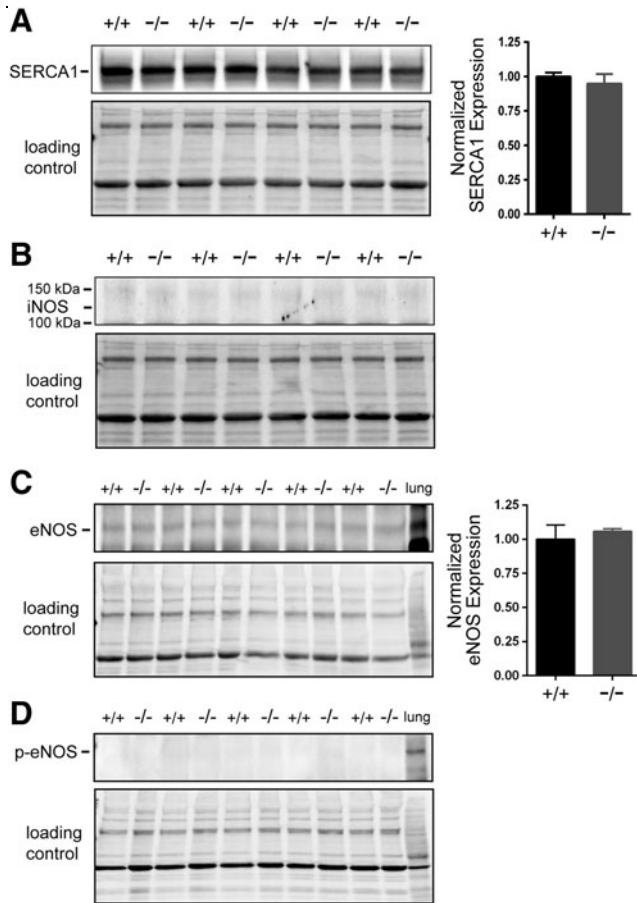 A
+/+ −/− +/+ −/− +/+ −/− +/+ −/−
SERCA1
loading
control
Normalized
SERCA1 Expression
1.25
1.00
0.75
0.50
0.25
0.00
+/+ −/−
B
+/+ −/− +/+ −/− +/+ −/− +/+ −/−
150 kDa
iNOS
100 kDa
loading
control
C
+/+ −/− +/+ −/− +/+ −/− +/+ −/− +/+ −/− lung
eNOS
loading
control
Normalized
eNOS Expression
1.25
1.00
0.75
0.50
0.25
0.00
+/+ −/−
D
+/+ −/− +/+ −/− +/+ −/− +/+ −/− +/+ −/− lung
p-eNOS
loading
control